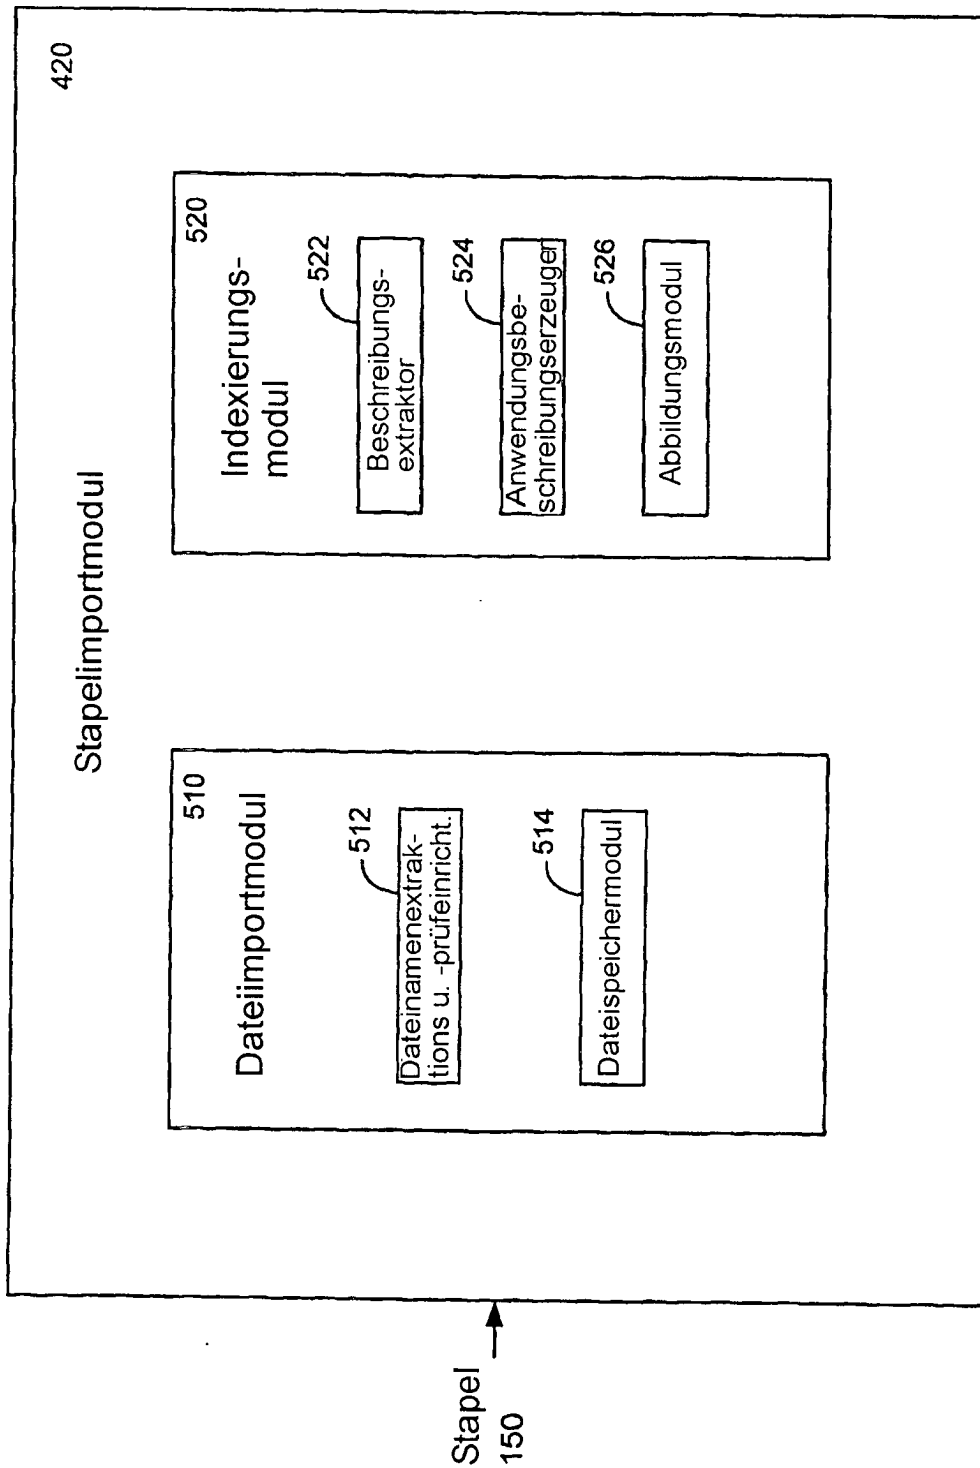 Stapelimportmodul
420
510
Dateiimportmodul
512
Dateinamenextrak-
tions u. -prüfeinricht.
514
Dateispeichermodul
520
Indexierungs-
modul
522
Beschreibungs-
extraktor
524
Anwendungsbe-
schreibungserzeuger
526
Abbildungsmodul
Stapel
150